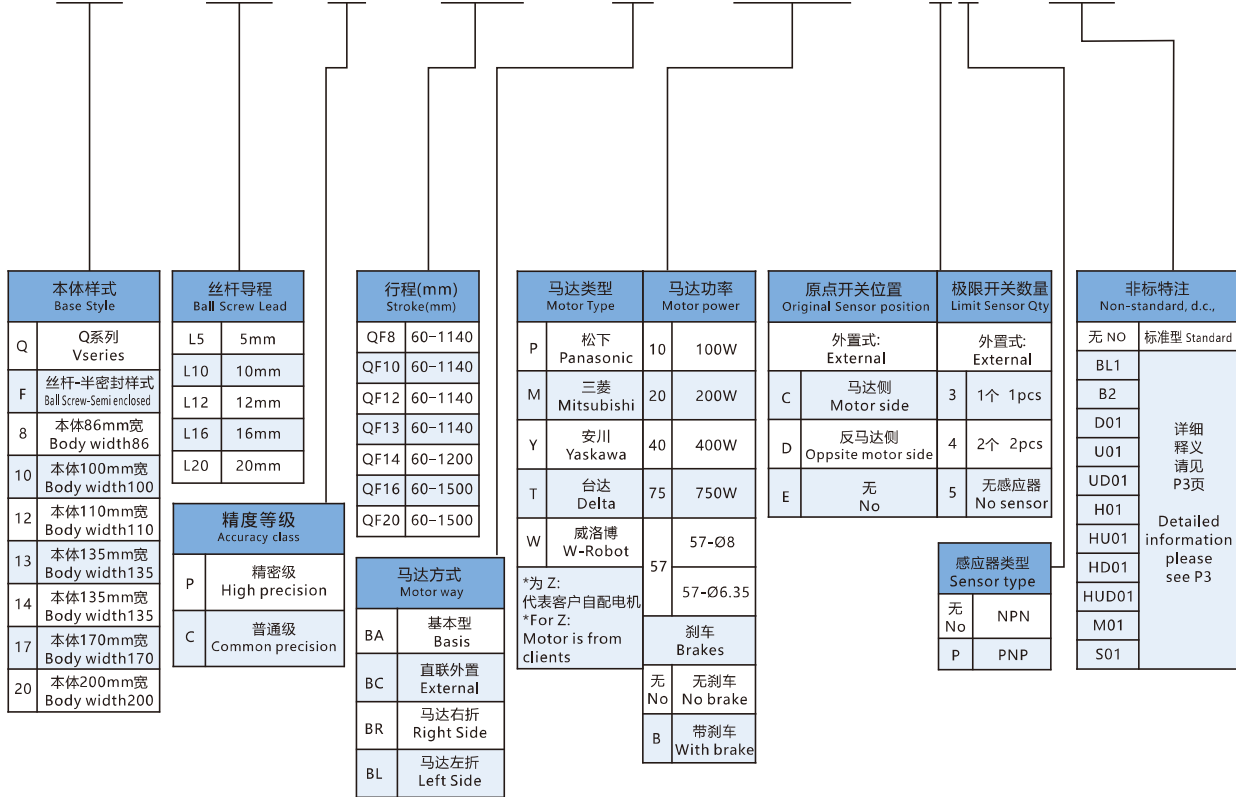 本体样式
Base Style
Q
Q系列
Vseries
F
丝杆-半密封样式
Ball Screw-Semi enclosed
8
本体86mm宽
Body width86
10
本体100mm宽
Body width100
12
本体110mm宽
Body width110
13
本体135mm宽
Body width135
14
本体135mm宽
Body width135
17
本体170mm宽
Body width170
20
本体200mm宽
Body width200
丝杆导程
Ball Screw Lead
L5 5mm
L10 10mm
L12 12mm
L16 16mm
L20 20mm
精度等级
Accuracy class
P
精密级
High precision
C
普通级
Common precision
行程(mm)
Stroke(mm)
QF8 60-1140
QF10 60-1140
QF12 60-1140
QF13 60-1140
QF14 60-1200
QF16 60-1500
QF20 60-1500
马达方式
Motor way
BA
基本型
Basis
BC
直联外置
External
BR
马达右折
Right Side
BL
马达左折
Left Side
马达类型
Motor Type
P
松下
Panasonic
M
三菱
Mitsubishi
Y
安川
Yaskawa
T
台达
Delta
W
威洛博
W-Robot
*为 Z:
代表客户自配电机
*For Z:
Motor is from
clients
马达功率
Motor power
10 100W
20 200W
40 400W
75 750W
57
57-Ø8
57-Ø6.35
刹车
Brakes
无
No
无刹车
No brake
B
带刹车
With brake
原点开关位置
Original Sensor position
外置式:
External
C
马达侧
Motor side
D
反马达侧
Oppsite motor side
E
无
No
极限开关数量
Limit Sensor Qty
外置式:
External
3 1个 1pcs
4 2个 2pcs
5
无感应器
No sensor
感应器类型
Sensor type
无
No
NPN
P PNP
非标特注
Non-standard, d.c.,
无 NO 标准型 Standard
BL1
B2
D01
U01
UD01
H01
HU01
HD01
HUD01
M01
S01
详细
释义
请见
P3页
Detailed
information
please
see P3